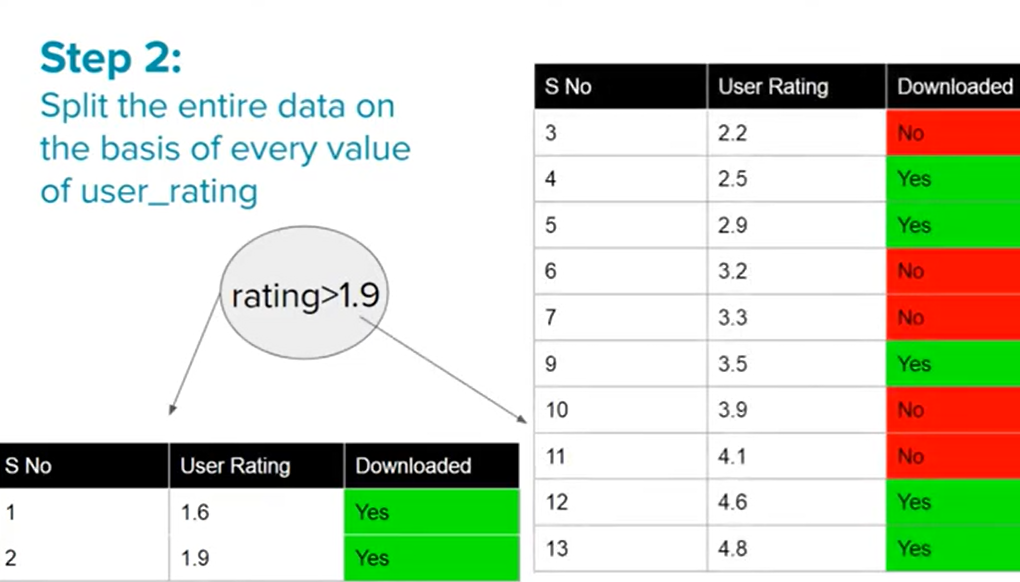 Step 2:
Split the entire data on
the basis of every value
of user_rating
rating>1.9
S No User Rating Downloaded
1 1.6 Yes
2 1.9 Yes
S No User Rating Downloaded
3 2.2 No
4 2.5 Yes
5 2.9 Yes
6 3.2 No
7 3.3 No
9 3.5 Yes
10 3.9 No
11 4.1 No
12 4.6 Yes
13 4.8 Yes